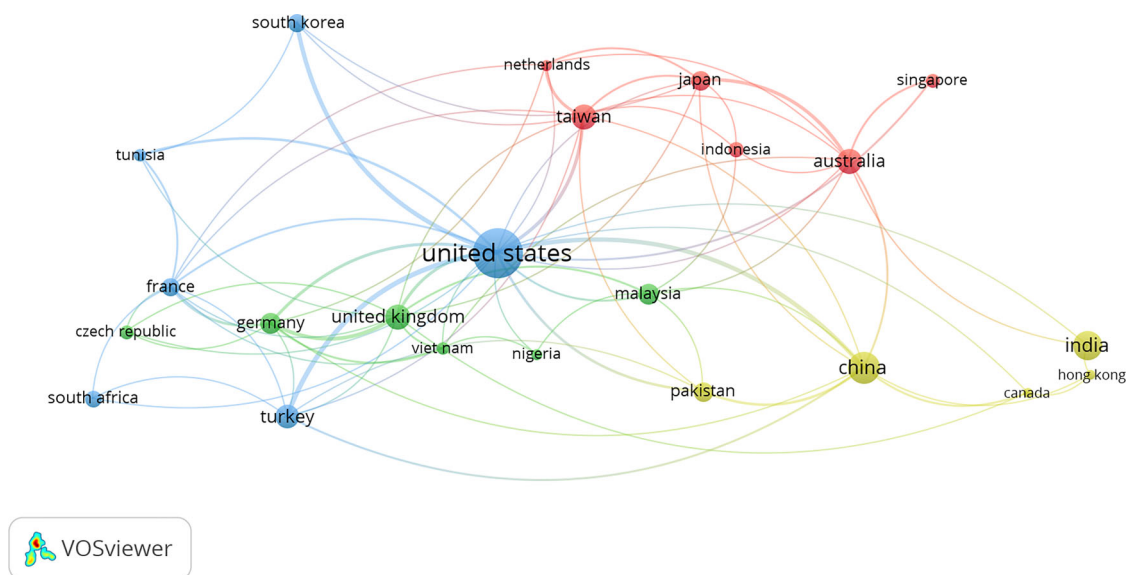 south korea
netherlands
japan
singapore
taiwan
indonesia
tunisia
australia
united states
france
malaysia
czech republic
germany
united kingdom
viet nam
nigeria
india
china
hong kong
pakistan
canada
south africa
turkey
VOSviewer